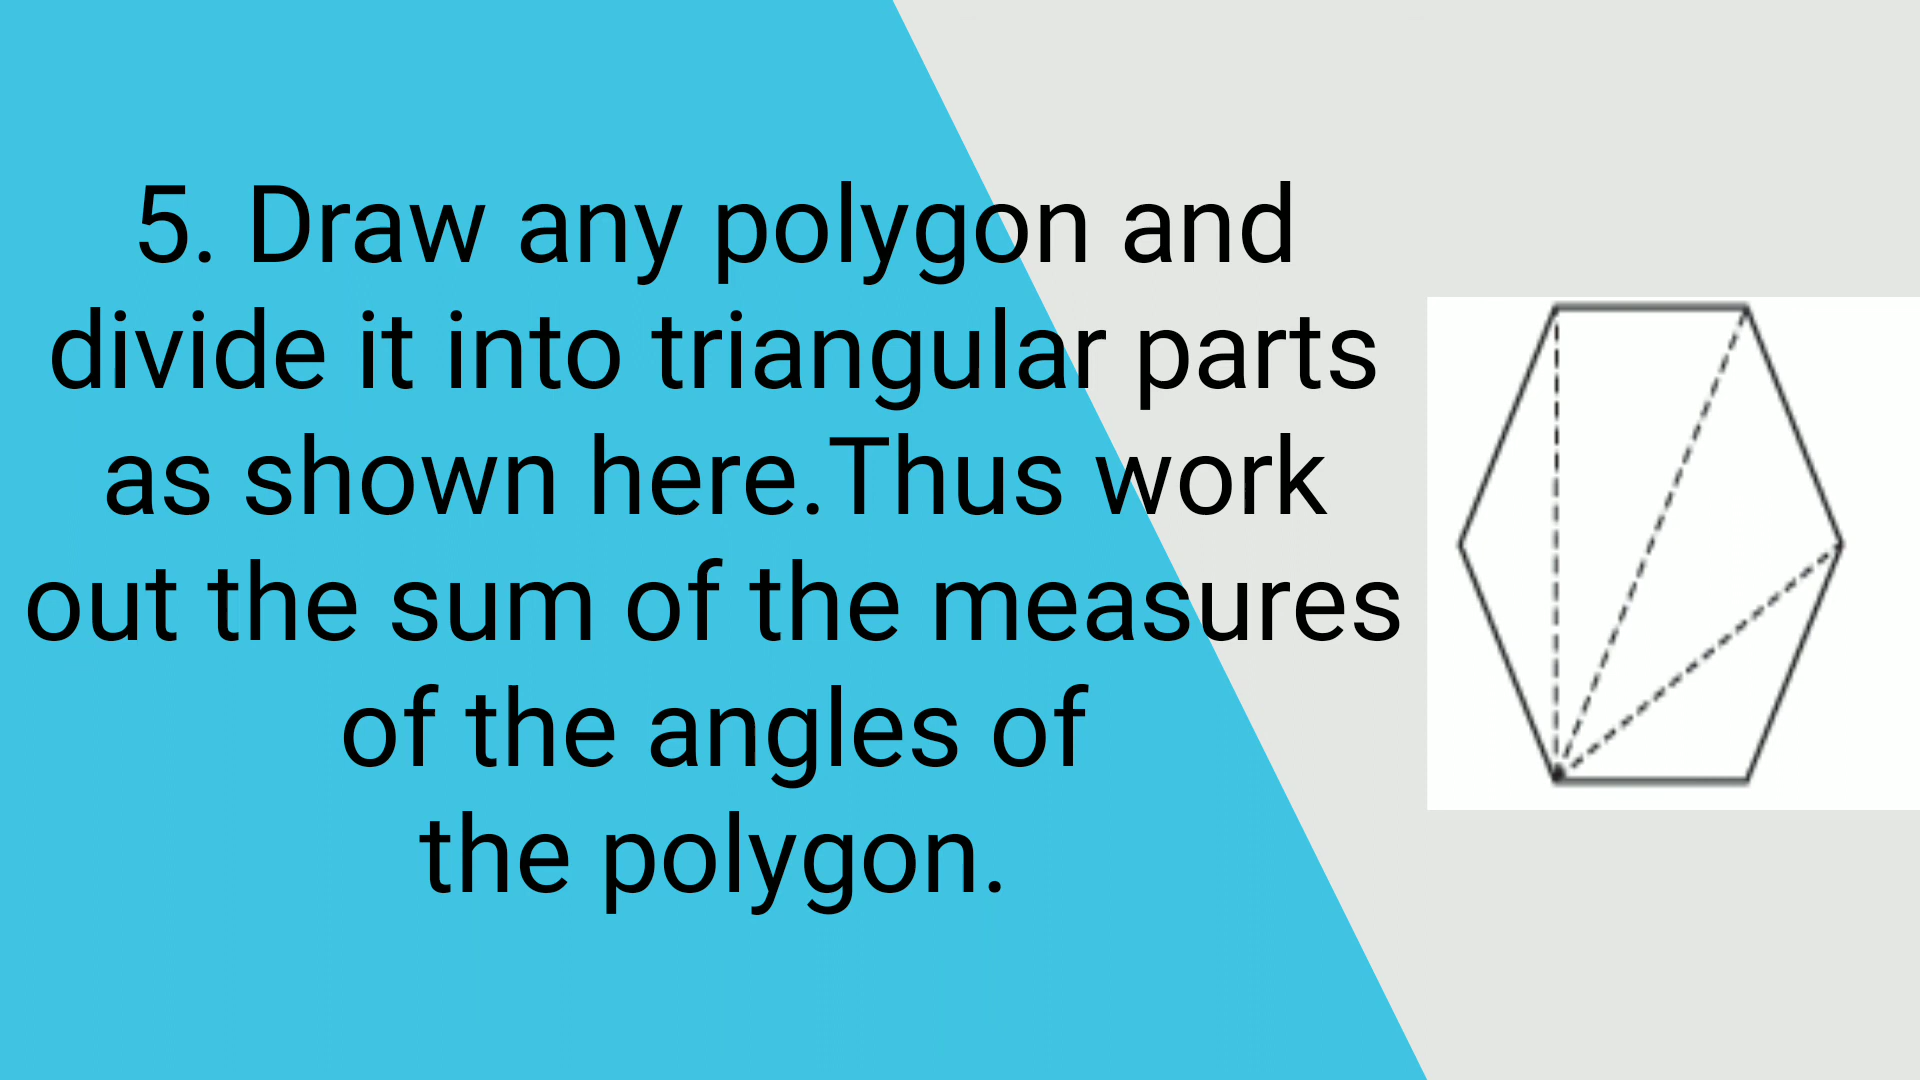 5. Draw any polygon and
divide it into triangular parts
as shown here.Thus work
out the sum of the measures
of the angles of
the polygon.